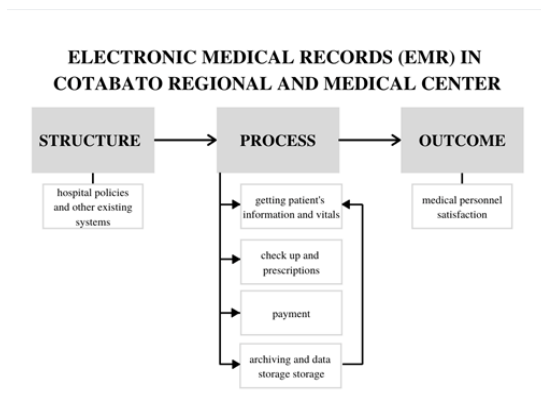 ELECTRONIC MEDICAL RECORDS (EMR) IN
COTABATO REGIONAL AND MEDICAL CENTER
STRUCTURE
PROCESS
OUTCOME
hospital policies
and other existing
systems
getting patient's
information and vitals
check up and
prescriptions
payment
archiving and data
storage storage
medical personnel
satisfaction